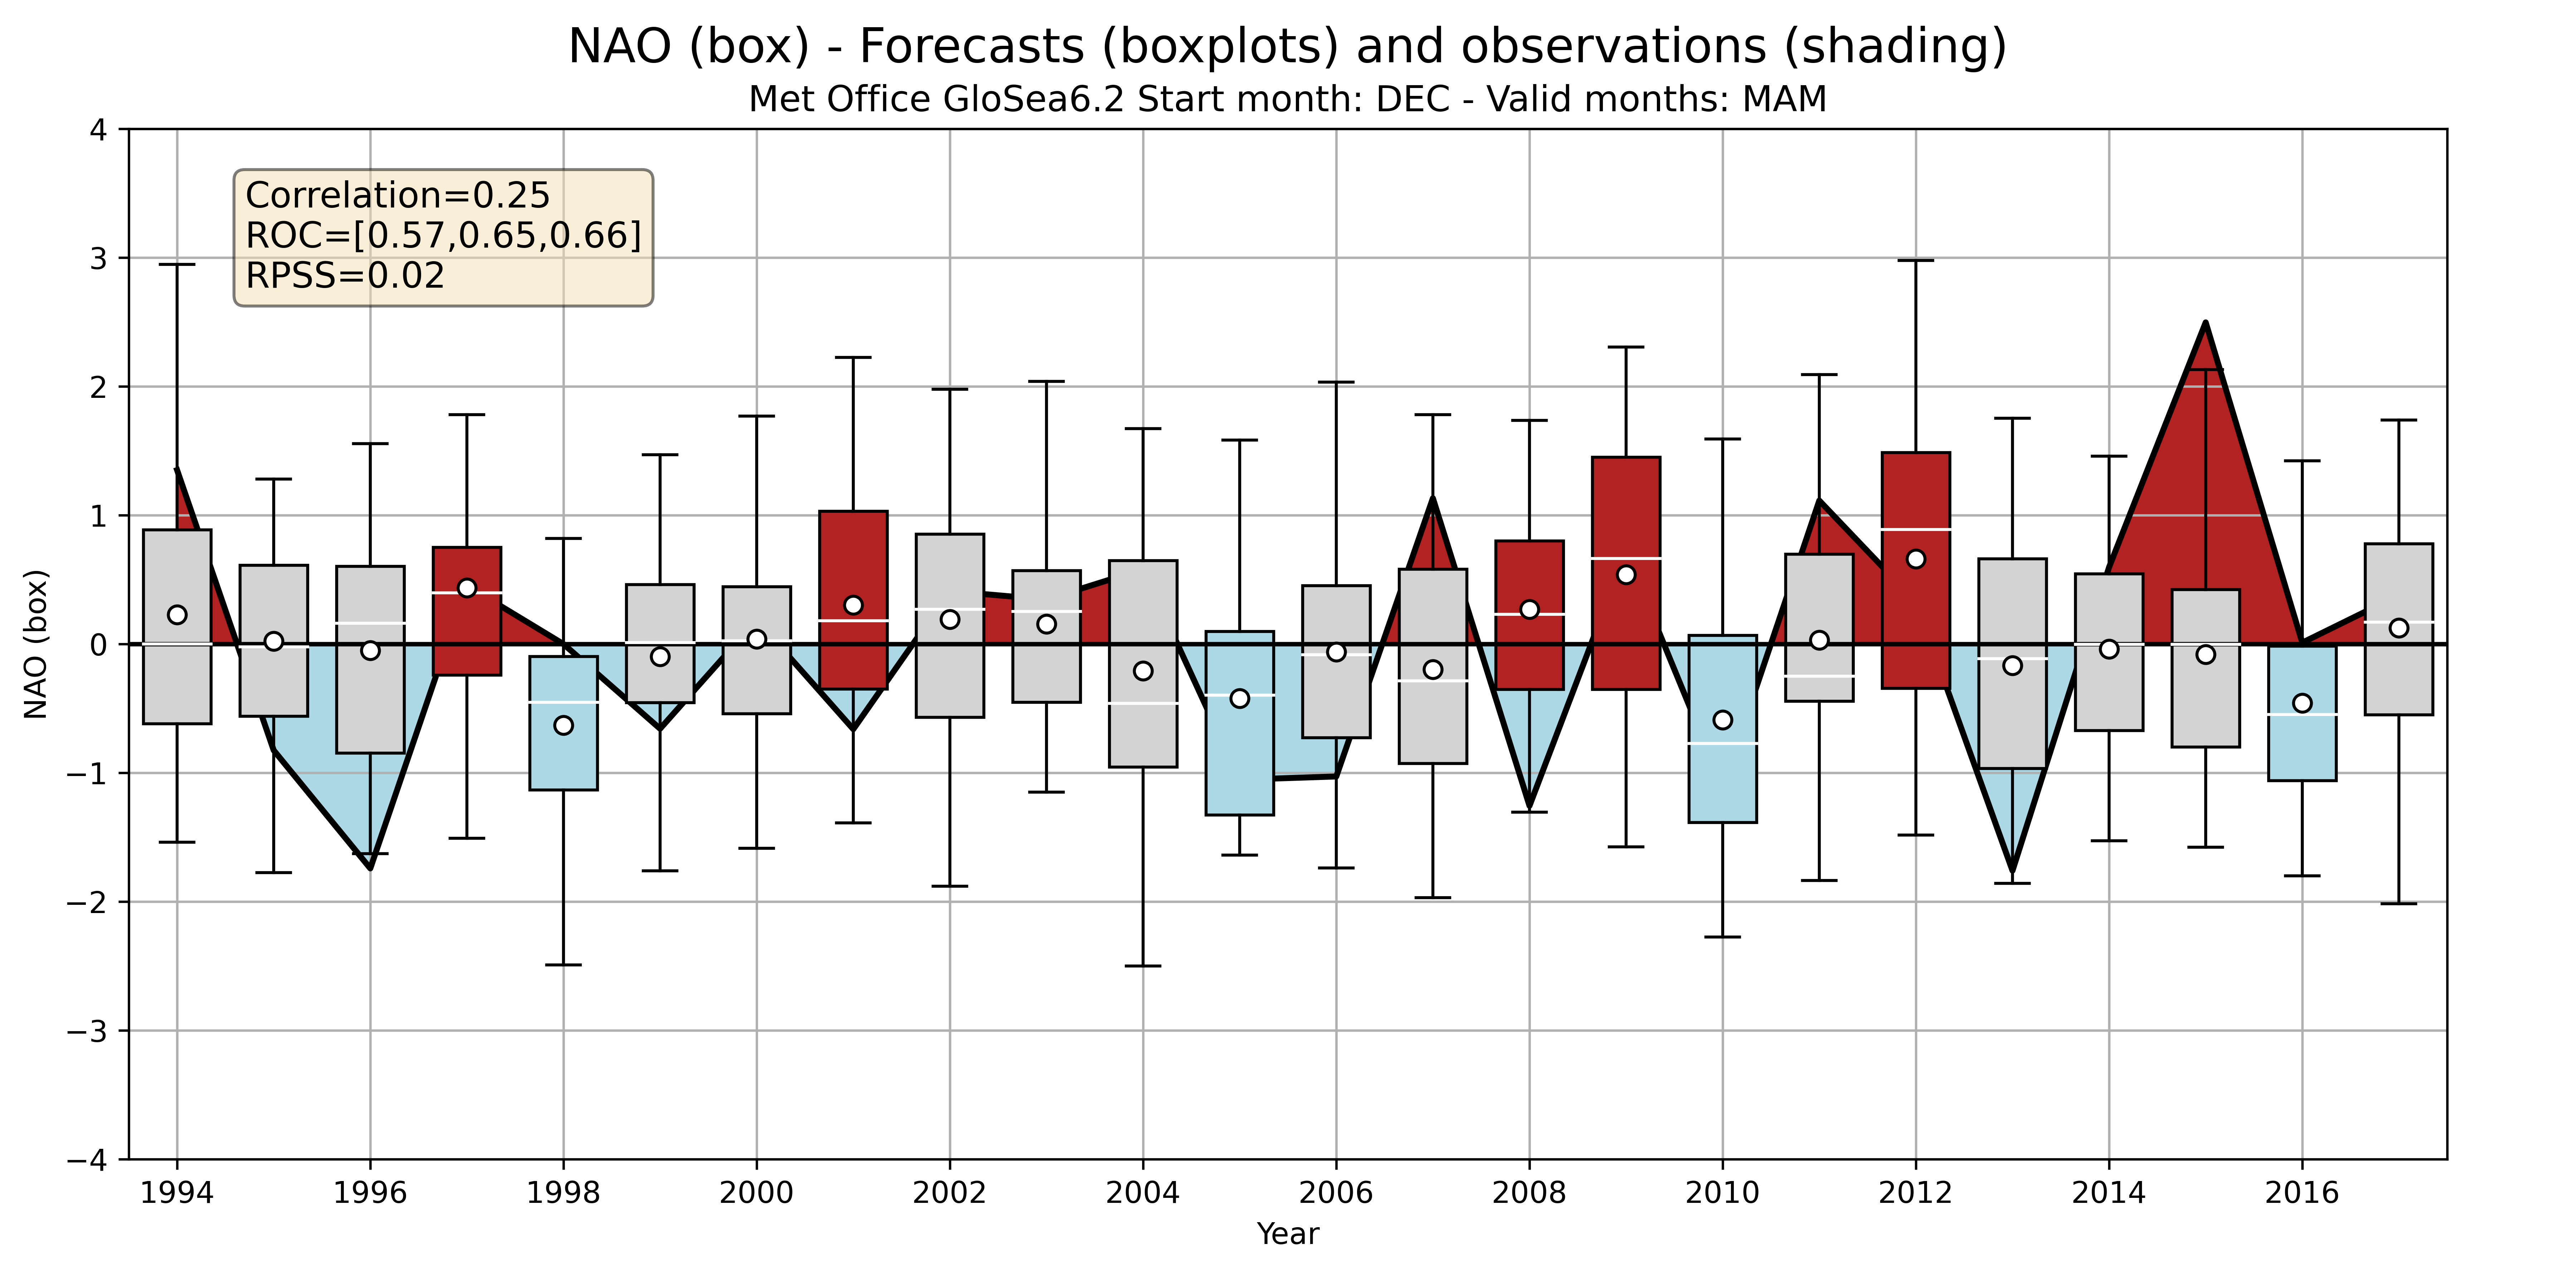 NAO (box) - Forecasts (boxplots) and observations (shading)
Met Office GloSea6.2 Start month: DEC - Valid months: MAM
Correlation=0.25
ROC=[0.57,0.65,0.66]
RPSS=0.02
NAO (box)
4
3
2
1
0
−1
−2
−3
−4
1994 1996 1998 2000 2002 2004 2006 2008 2010 2012 2014 2016
Year